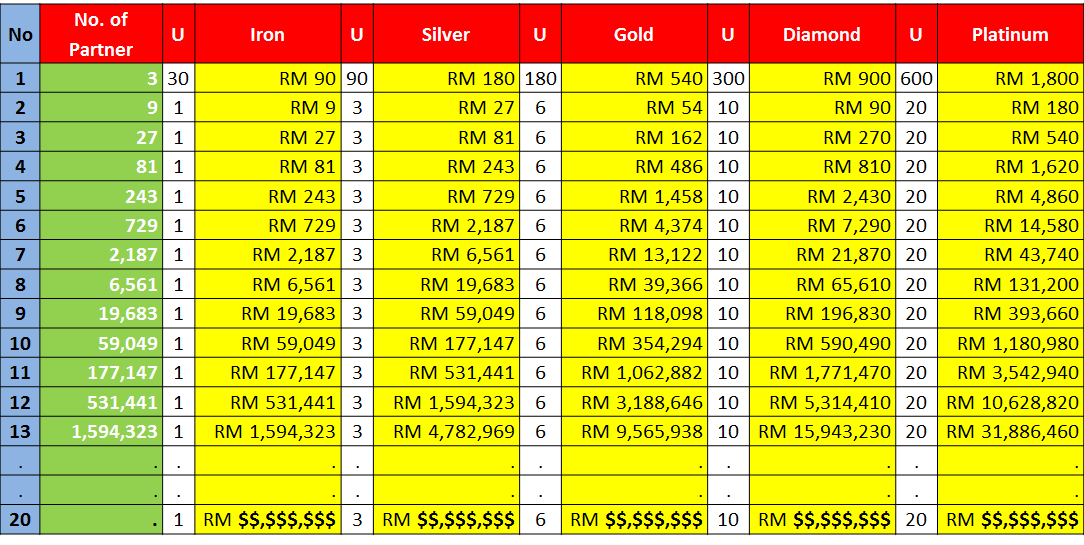 No No. of Partner U Iron U Silver U Gold U Diamond U Platinum
1 3 30 RM 90 90 RM 180 180 RM 540 300 RM 900 600 RM 1,800
2 9 1 RM 9 3 RM 27 6 RM 54 10 RM 90 20 RM 180
3 27 1 RM 27 3 RM 81 6 RM 162 10 RM 270 20 RM 540
4 81 1 RM 81 3 RM 243 6 RM 486 10 RM 810 20 RM 1,620
5 243 1 RM 243 3 RM 729 6 RM 1,458 10 RM 2,430 20 RM 4,860
6 729 1 RM 729 3 RM 2,187 6 RM 4,374 10 RM 7,290 20 RM 14,580
7 2,187 1 RM 2,187 3 RM 6,561 6 RM 13,122 10 RM 21,870 20 RM 43,740
8 6,561 1 RM 6,561 3 RM 19,683 6 RM 39,366 10 RM 65,610 20 RM 131,200
9 19,683 1 RM 19,683 3 RM 59,049 6 RM 118,098 10 RM 196,830 20 RM 393,660
10 59,049 1 RM 59,049 3 RM 177,147 6 RM 354,294 10 RM 590,490 20 RM 1,180,980
11 177,147 1 RM 177,147 3 RM 531,441 6 RM 1,062,882 10 RM 1,771,470 20 RM 3,542,940
12 531,441 1 RM 531,441 3 RM 1,594,323 6 RM 3,188,646 10 RM 5,314,410 20 RM 10,628,820
13 1,594,323 1 RM 1,594,323 3 RM 4,782,969 6 RM 9,565,938 10 RM 15,943,230 20 RM 31,886,460
. . . . . . . . . . . .
. . . . . . . . . . . .
20 . 1 RM $$,$$$,$$$ 3 RM $$,$$$,$$$ 6 RM $$,$$$,$$$ 10 RM $$,$$$,$$$ 20 RM $$,$$$,$$$